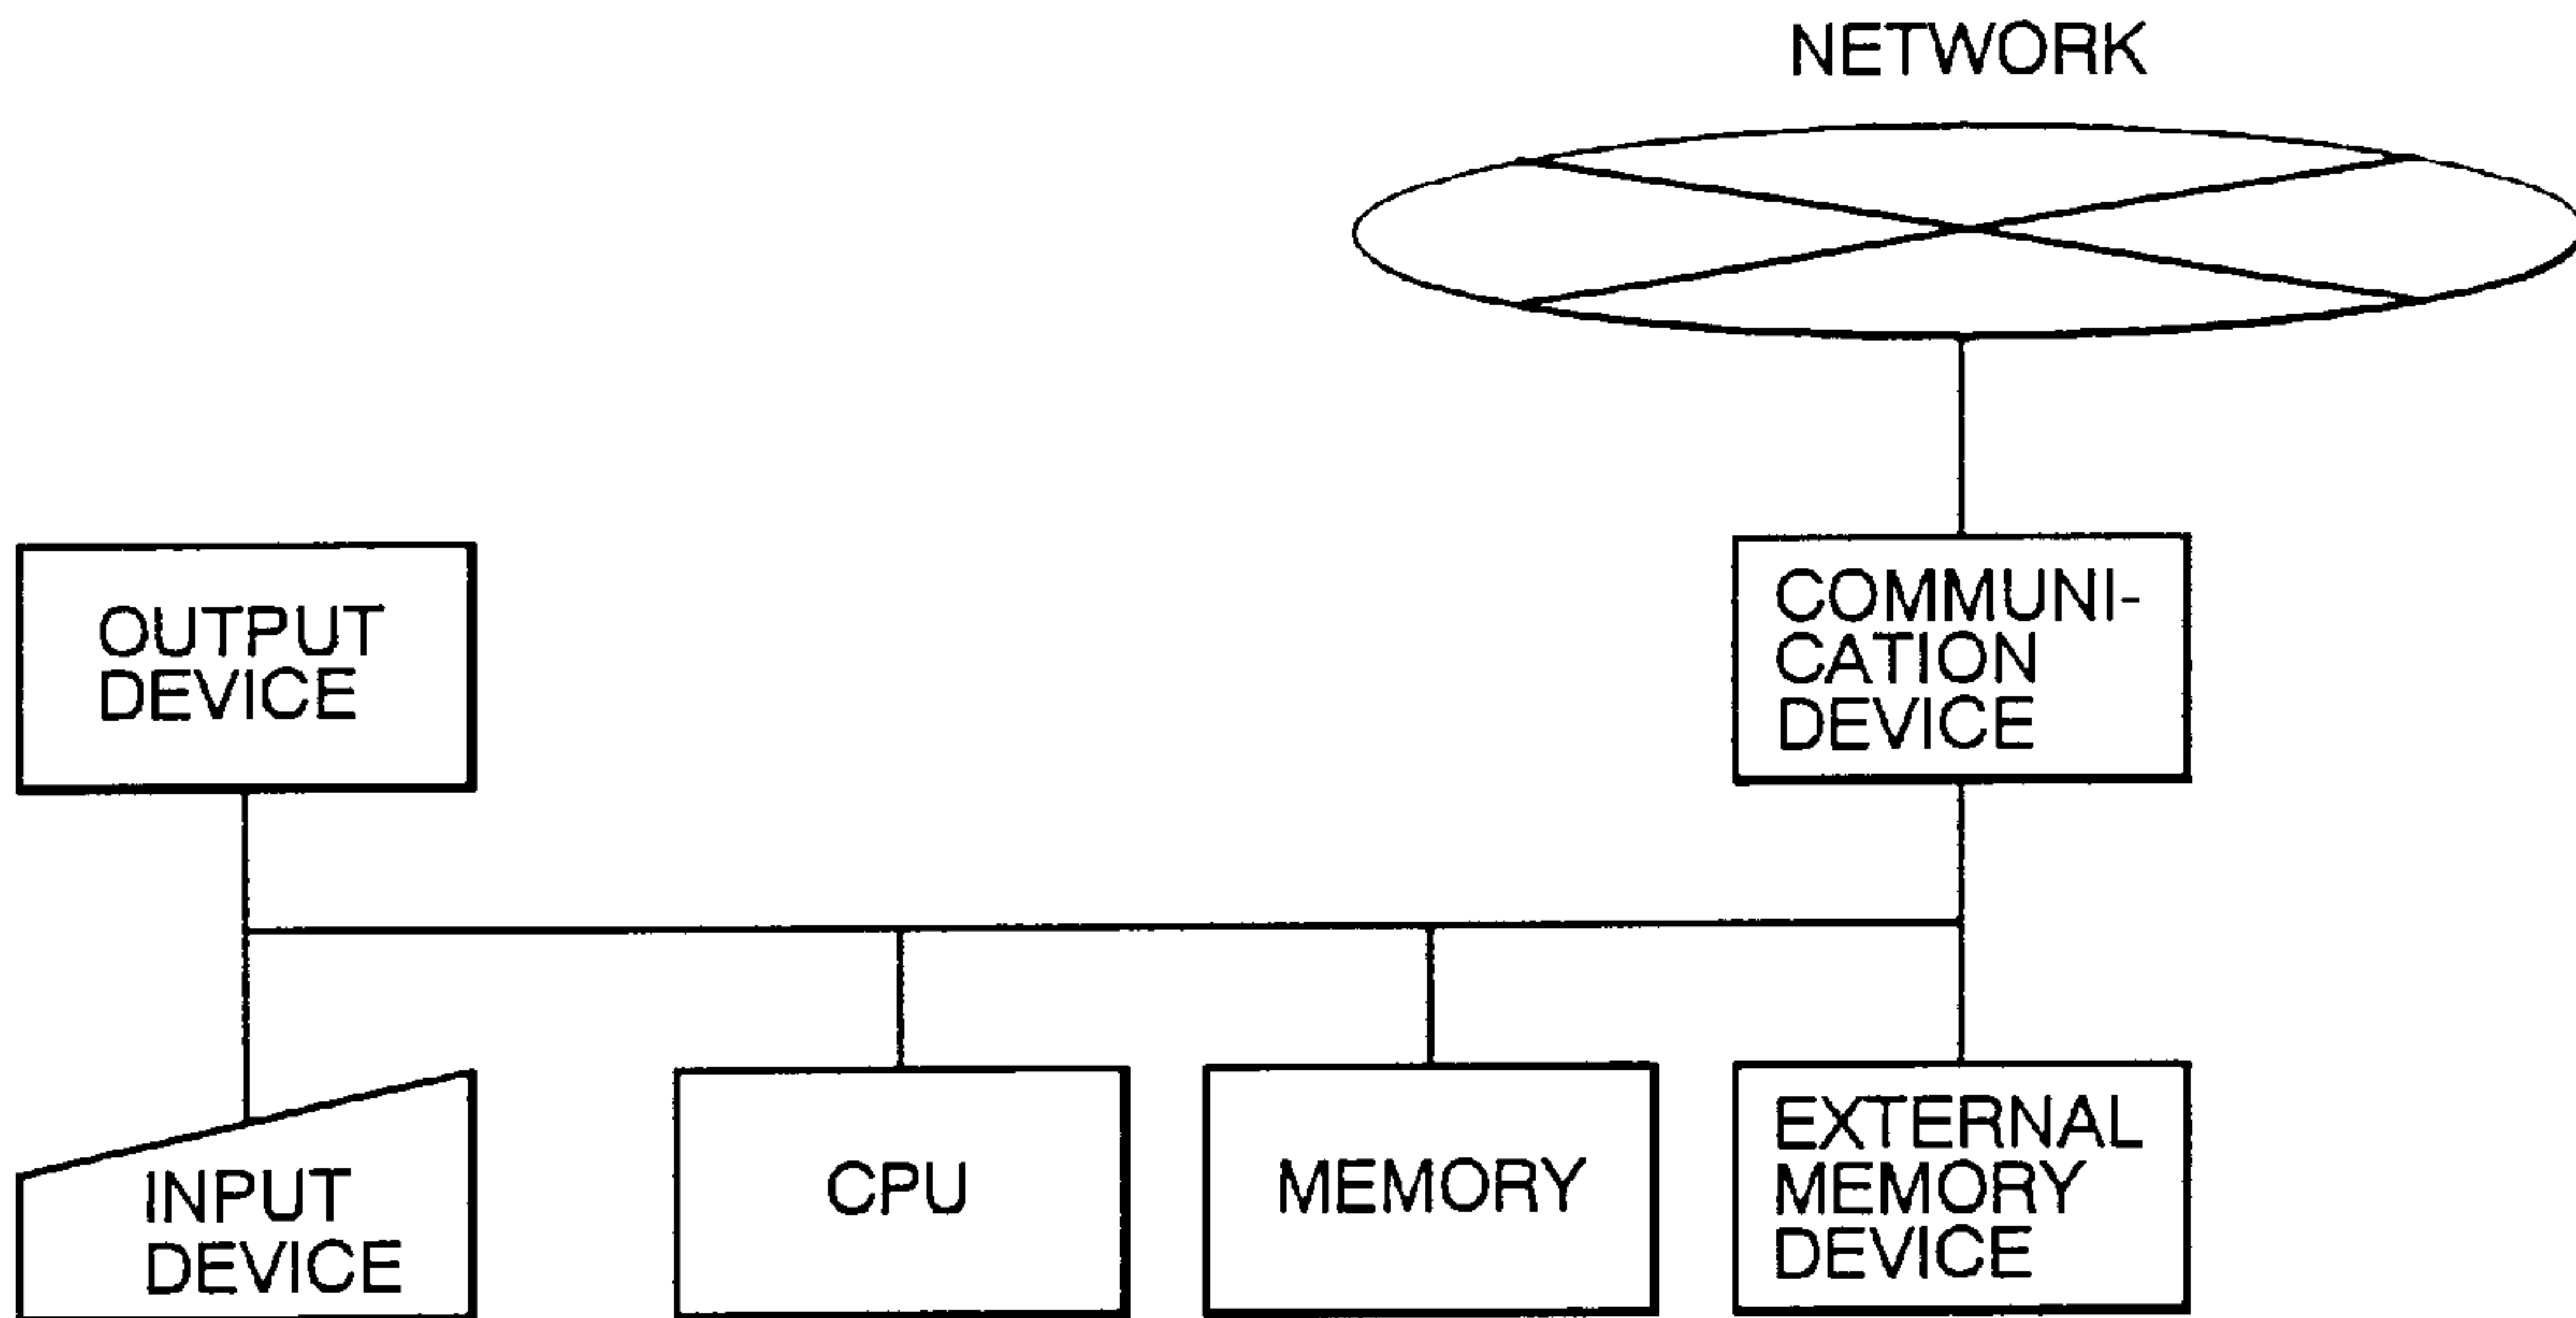 NETWORK
OUTPUT
DEVICE
COMMUNI-
CATION
DEVICE
INPUT
DEVICE
CPU
MEMORY
EXTERNAL
MEMORY
DEVICE